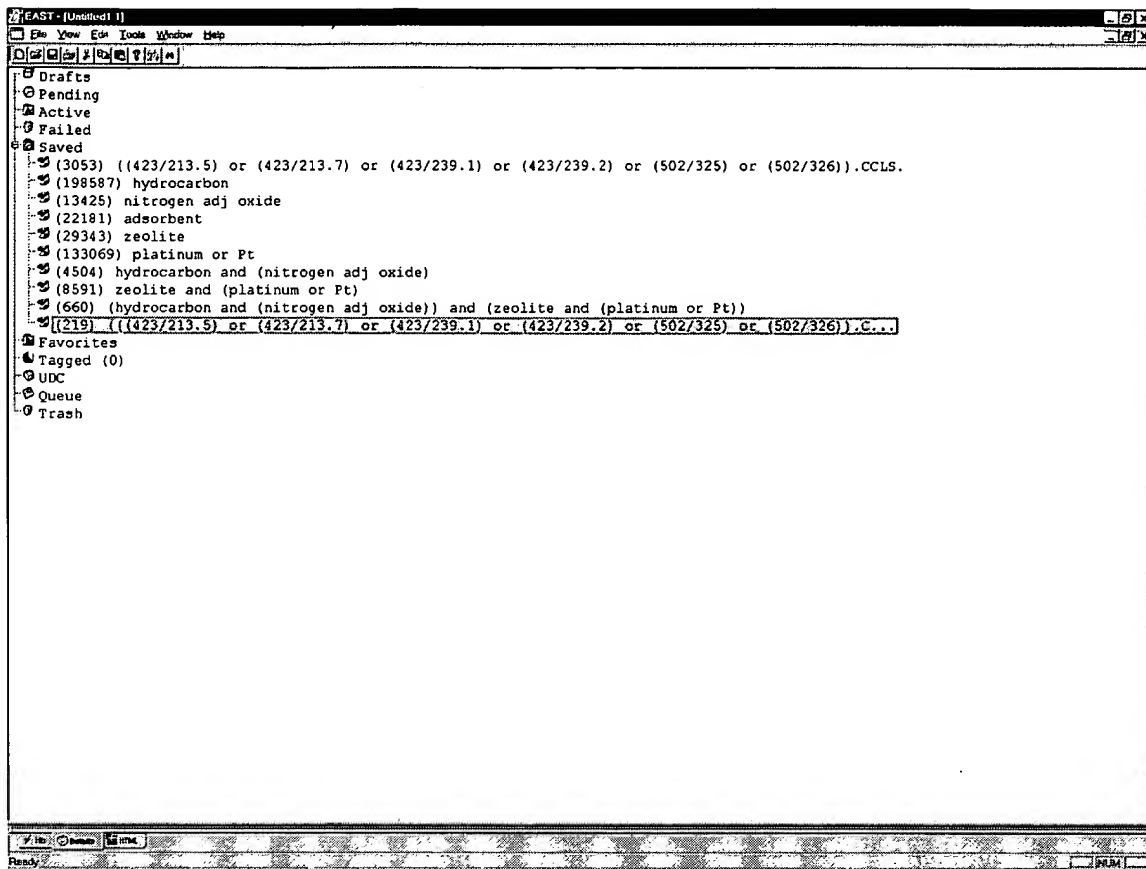 EAST - [Untitled1 1]
File View Edit Tools Window Help
Drafts
Pending
Active
Failed
Saved
(3053) ((423/213.5) or (423/213.7) or (423/239.1) or (423/239.2) or (502/325) or (502/326)).CCLS.
(198587) hydrocarbon
(13425) nitrogen adj oxide
(22181) adsorbent
(29343) zeolite
(133069) platinum or Pt
(4504) hydrocarbon and (nitrogen adj oxide)
(8591) zeolite and (platinum or Pt)
(660) (hydrocarbon and (nitrogen adj oxide)) and (zeolite and (platinum or Pt))
(219) (((423/213.5) or (423/213.7) or (423/239.1) or (423/239.2) or (502/325) or (502/326)).C...
Favorites
Tagged (0)
UDC
Queue
Trash
Details HTML
Ready NUM